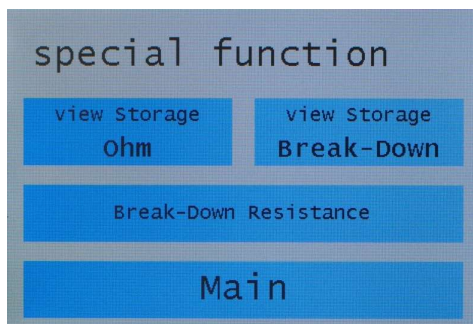 special function
view Storage
Ohm
view Storage
Break-Down
Break-Down Resistance
Main